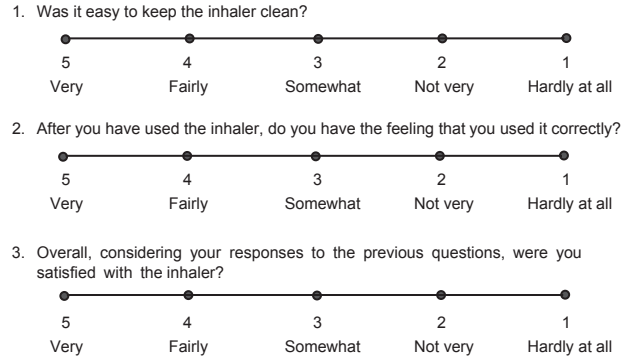 1. Was it easy to keep the inhaler clean?
5 4 3 2 1
Very Fairly Somewhat Not very Hardly at all
2. After you have used the inhaler, do you have the feeling that you used it correctly?
5 4 3 2 1
Very Fairly Somewhat Not very Hardly at all
3. Overall, considering your responses to the previous questions, were you
satisfied with the inhaler?
5 4 3 2 1
Very Fairly Somewhat Not very Hardly at all